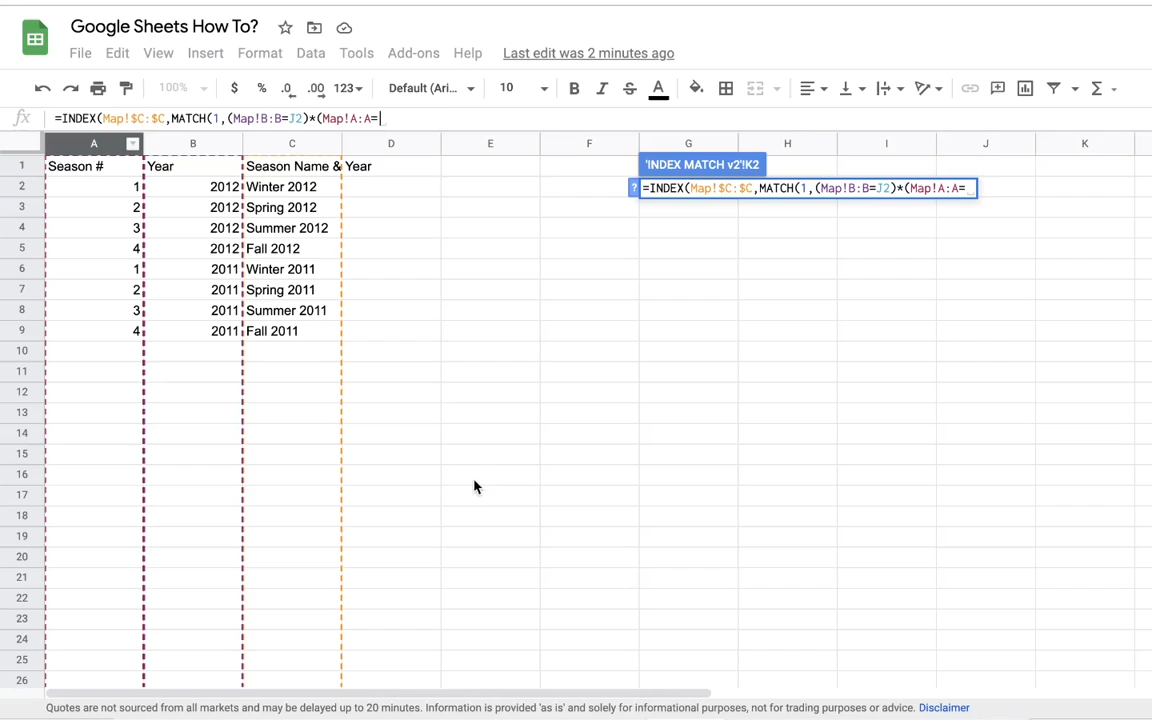 Google Sheets How To?
File Edit View Insert Format Data Tools Add-ons Help Last edit was 2 minutes ago
100% $ % .0 .00 123 Default (Ari... 10 B I S A Σ
fx =INDEX(Map!$C:$C,MATCH(1,(Map!B:B=J2)*(Map!A:A=
A B C D E F G H I J K
1 Season # Year Season Name & Year 'INDEX MATCH v2'!K2
2 1 2012 Winter 2012 ? =INDEX(Map!$C:$C,MATCH(1,(Map!B:B=J2)*(Map!A:A=
3 2 2012 Spring 2012
4 3 2012 Summer 2012
5 4 2012 Fall 2012
6 1 2011 Winter 2011
7 2 2011 Spring 2011
8 3 2011 Summer 2011
9 4 2011 Fall 2011
10
11
12
13
14
15
16
17
18
19
20
21
22
23
24
25
26
Quotes are not sourced from all markets and may be delayed up to 20 minutes. Information is provided 'as is' and solely for informational purposes, not for trading purposes or advice. Disclaimer